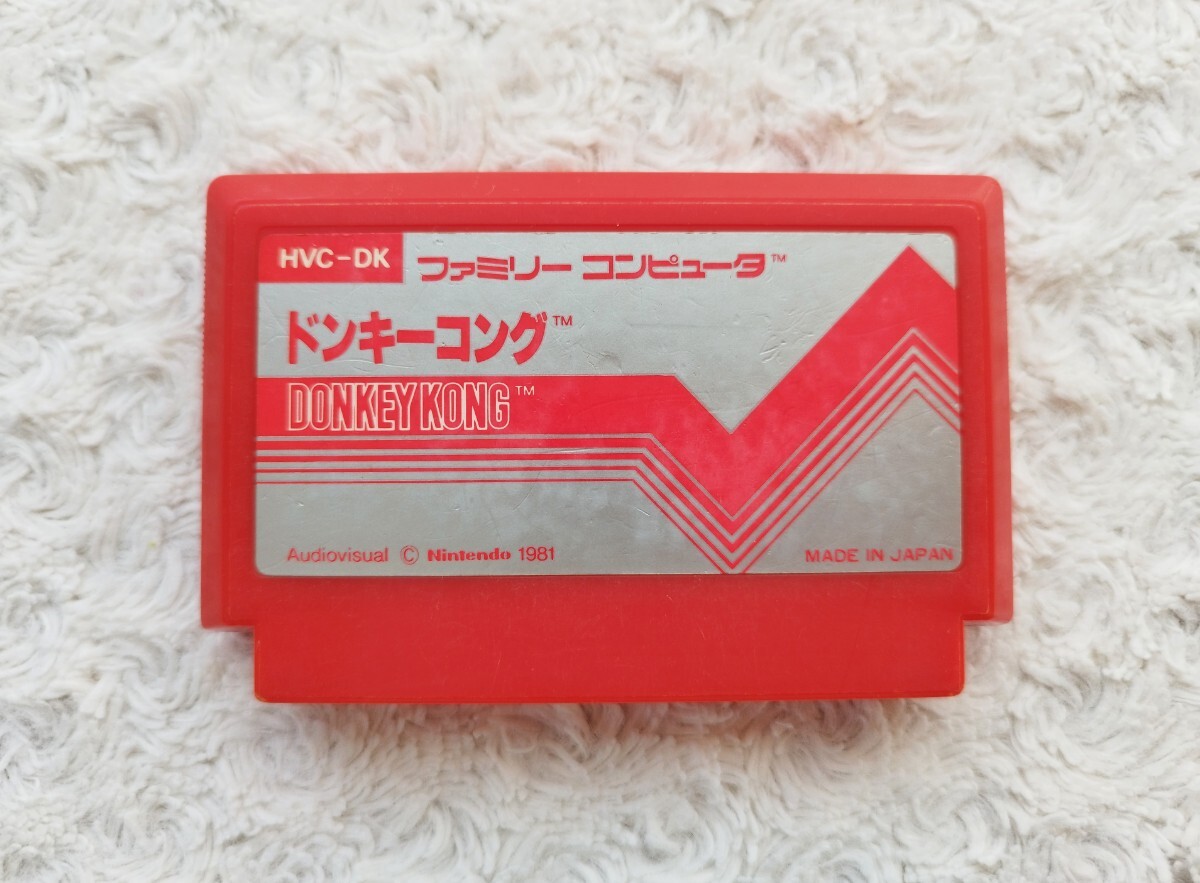 HVC-DK
ファミリー コンピュータ™
ドンキーコング™
DONKEY KONG™
Audiovisual © Nintendo 1981
MADE IN JAPAN